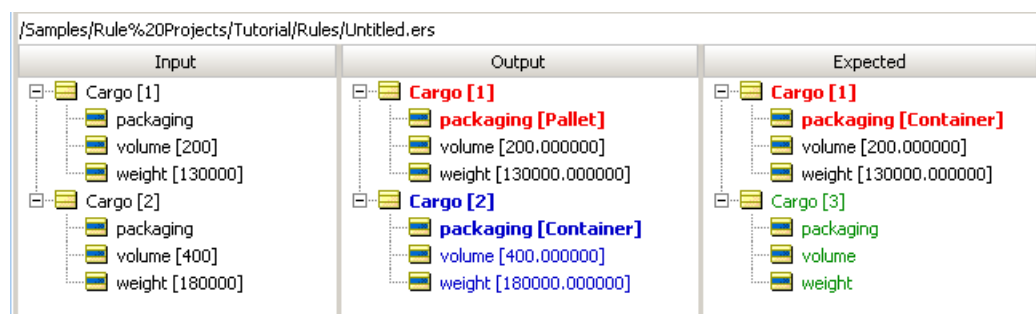 /Samples/Rule%20Projects/Tutorial/Rules/Untitled.ers
Input
Cargo [1]
packaging
volume [200]
weight [130000]
Cargo [2]
packaging
volume [400]
weight [180000]
Output
Cargo [1]
packaging [Pallet]
volume [200.000000]
weight [130000.000000]
Cargo [2]
packaging [Container]
volume [400.000000]
weight [180000.000000]
Expected
Cargo [1]
packaging [Container]
volume [200.000000]
weight [130000.000000]
Cargo [3]
packaging
volume
weight